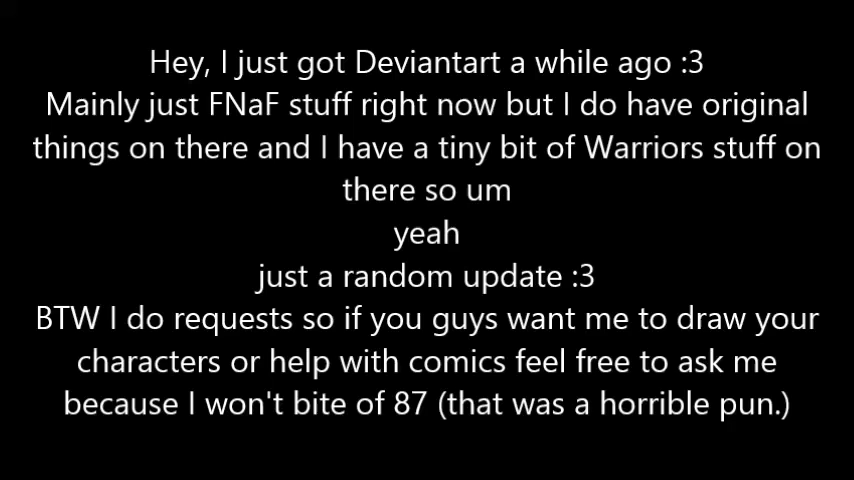 Hey, I just got Deviantart a while ago :3
Mainly just FNaF stuff right now but I do have original
things on there and I have a tiny bit of Warriors stuff on
there so um
yeah
just a random update :3
BTW I do requests so if you guys want me to draw your
characters or help with comics feel free to ask me
because I won't bite of 87 (that was a horrible pun.)